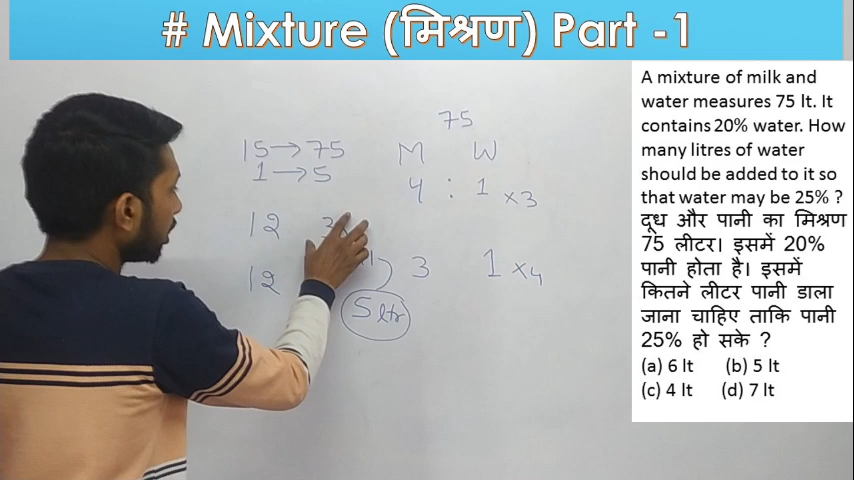 # Mixture (मिश्रण) Part -1
75
15→75 M W
1→5
4 : 1 ×3
12 3
12 1 3 1 ×4
5 ltr
A mixture of milk and
water measures 75 lt. It
contains 20% water. How
many litres of water
should be added to it so
that water may be 25% ?
दूध और पानी का मिश्रण
75 लीटर। इसमें 20%
पानी होता है। इसमें
कितने लीटर पानी डाला
जाना चाहिए ताकि पानी
25% हो सके ?
(a) 6 lt (b) 5 lt
(c) 4 lt (d) 7 lt